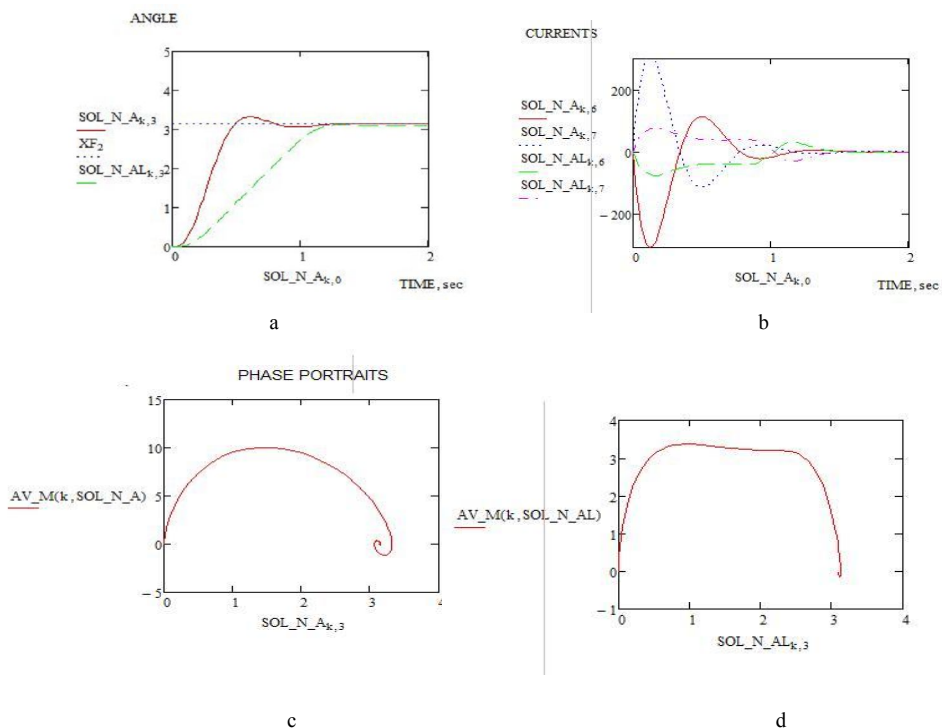 ANGLE
5
4
3
2
1
0
SOL_N_A k,3
XF 2
SOL_N_AL k,3 2
0
1
2
SOL_N_A k,0
TIME, sec
a
CURRENTS
200
0
− 200
SOL_N_A k,6
SOL_N_A k,7
SOL_N_AL k,6
SOL_N_AL k,7
0
1
2
SOL_N_A k,0
TIME, sec
b
PHASE PORTRAITS
15
10
5
0
− 5
AV_M(k,SOL_N_A)
0
1
2
3
4
SOL_N_A k,3
c
4
3
2
1
0
− 1
AV_M(k,SOL_N_AL)
0
1
2
3
4
SOL_N_AL k,3
d